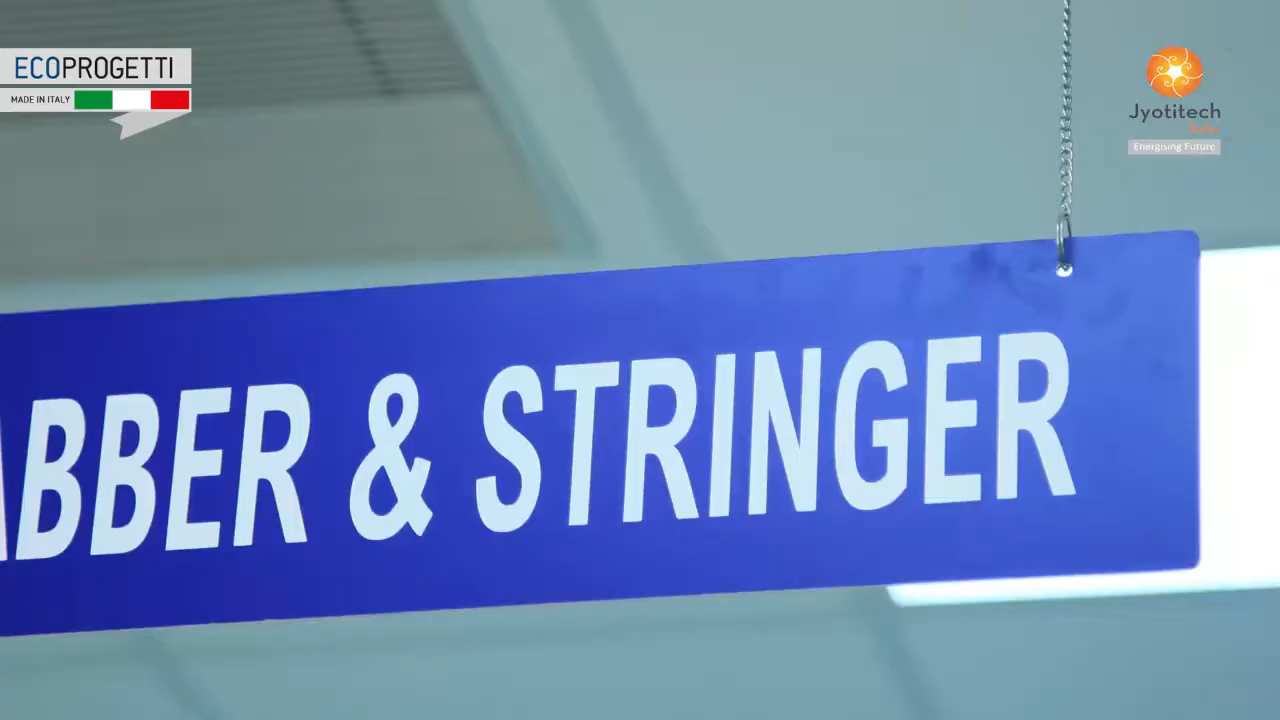 ECOPROGETTI
MADE IN ITALY
Jyotitech
Solar
Energising Future
ABBER & STRINGER